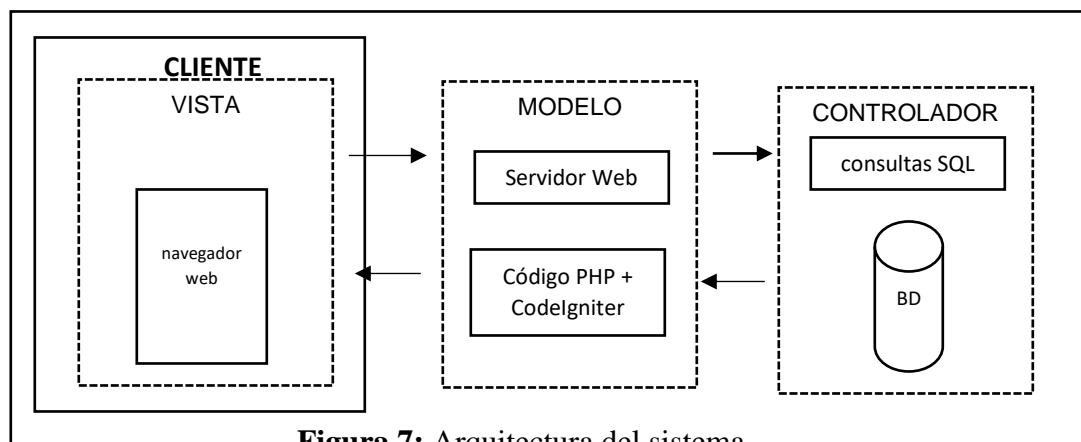 CLIENTE
VISTA
navegador
web
MODELO
Servidor Web
Código PHP +
CodeIgniter
CONTROLADOR
consultas SQL
BD
Figura 7: Arquitectura del sistema